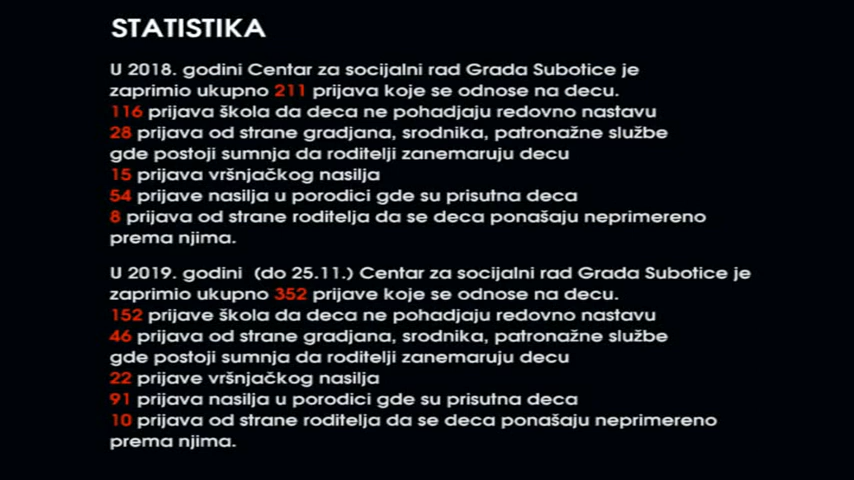 STATISTIKA
U 2018. godini Centar za socijalni rad Grada Subotice je
zaprimio ukupno 211 prijava koje se odnose na decu.
116 prijava škola da deca ne pohadjaju redovno nastavu
28 prijava od strane gradjana, srodnika, patronažne službe
gde postoji sumnja da roditelji zanemaruju decu
15 prijava vršnjačkog nasilja
54 prijave nasilja u porodici gde su prisutna deca
8 prijava od strane roditelja da se deca ponašaju neprimereno
prema njima.
U 2019. godini (do 25.11.) Centar za socijalni rad Grada Subotice je
zaprimio ukupno 352 prijave koje se odnose na decu.
152 prijave škola da deca ne pohadjaju redovno nastavu
46 prijava od strane gradjana, srodnika, patronažne službe
gde postoji sumnja da roditelji zanemaruju decu
22 prijave vršnjačkog nasilja
91 prijava nasilja u porodici gde su prisutna deca
10 prijava od strane roditelja da se deca ponašaju neprimereno
prema njima.